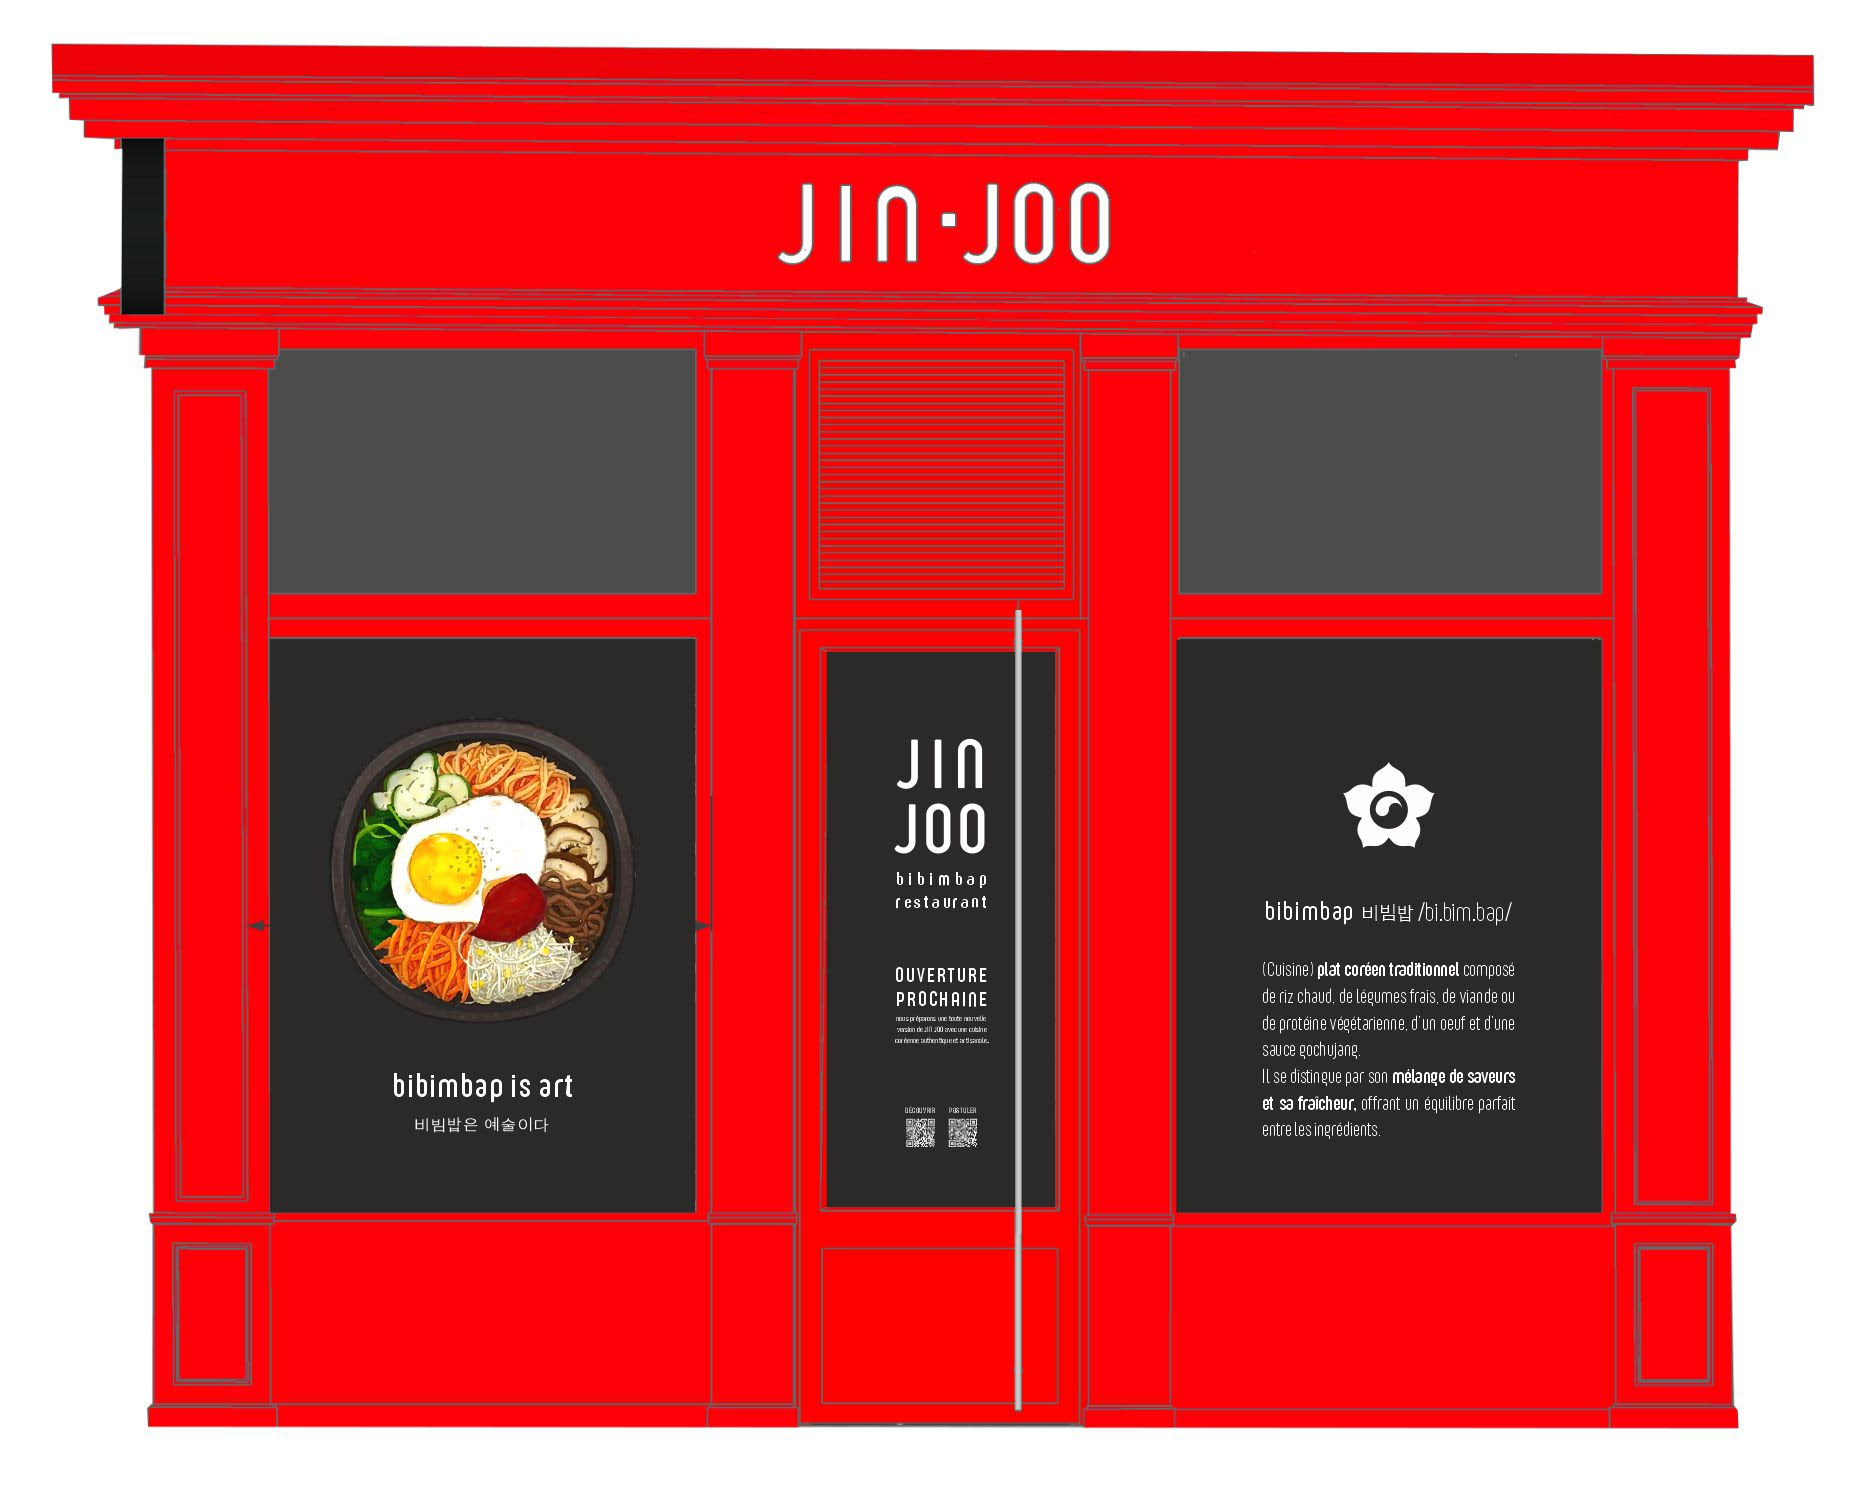 JIN·JOO
bibimbap is art
비빔밥은 예술이다
JIN
JOO
bibimbap
restaurant
OUVERTURE
PROCHAINE
nous préparons une toute nouvelle
version de JIN JOO avec une cuisine
coréenne authentique et artisanale.
DÉCOUVRIR POSTULER
bibimbap 비빔밥 /bi.bim.bap/
(Cuisine) plat coréen traditionnel composé
de riz chaud, de légumes frais, de viande ou
de protéine végétarienne, d'un oeuf et d'une
sauce gochujang.
Il se distingue par son mélange de saveurs
et sa fraîcheur, offrant un équilibre parfait
entre les ingrédients.